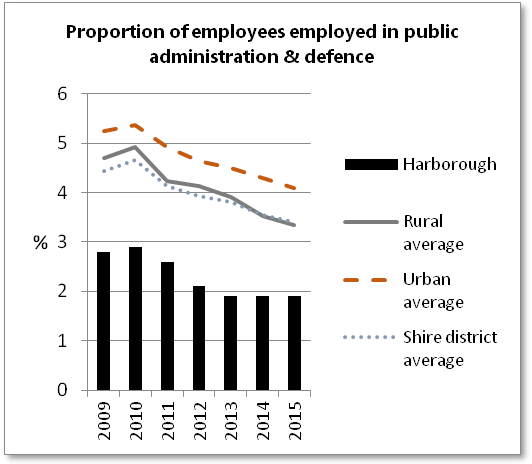 Proportion of employees employed in public
administration & defence
6
5
4
3
2
1
0
%
2009
2010
2011
2012
2013
2014
2015
Harborough
Rural
average
Urban
average
Shire district
average